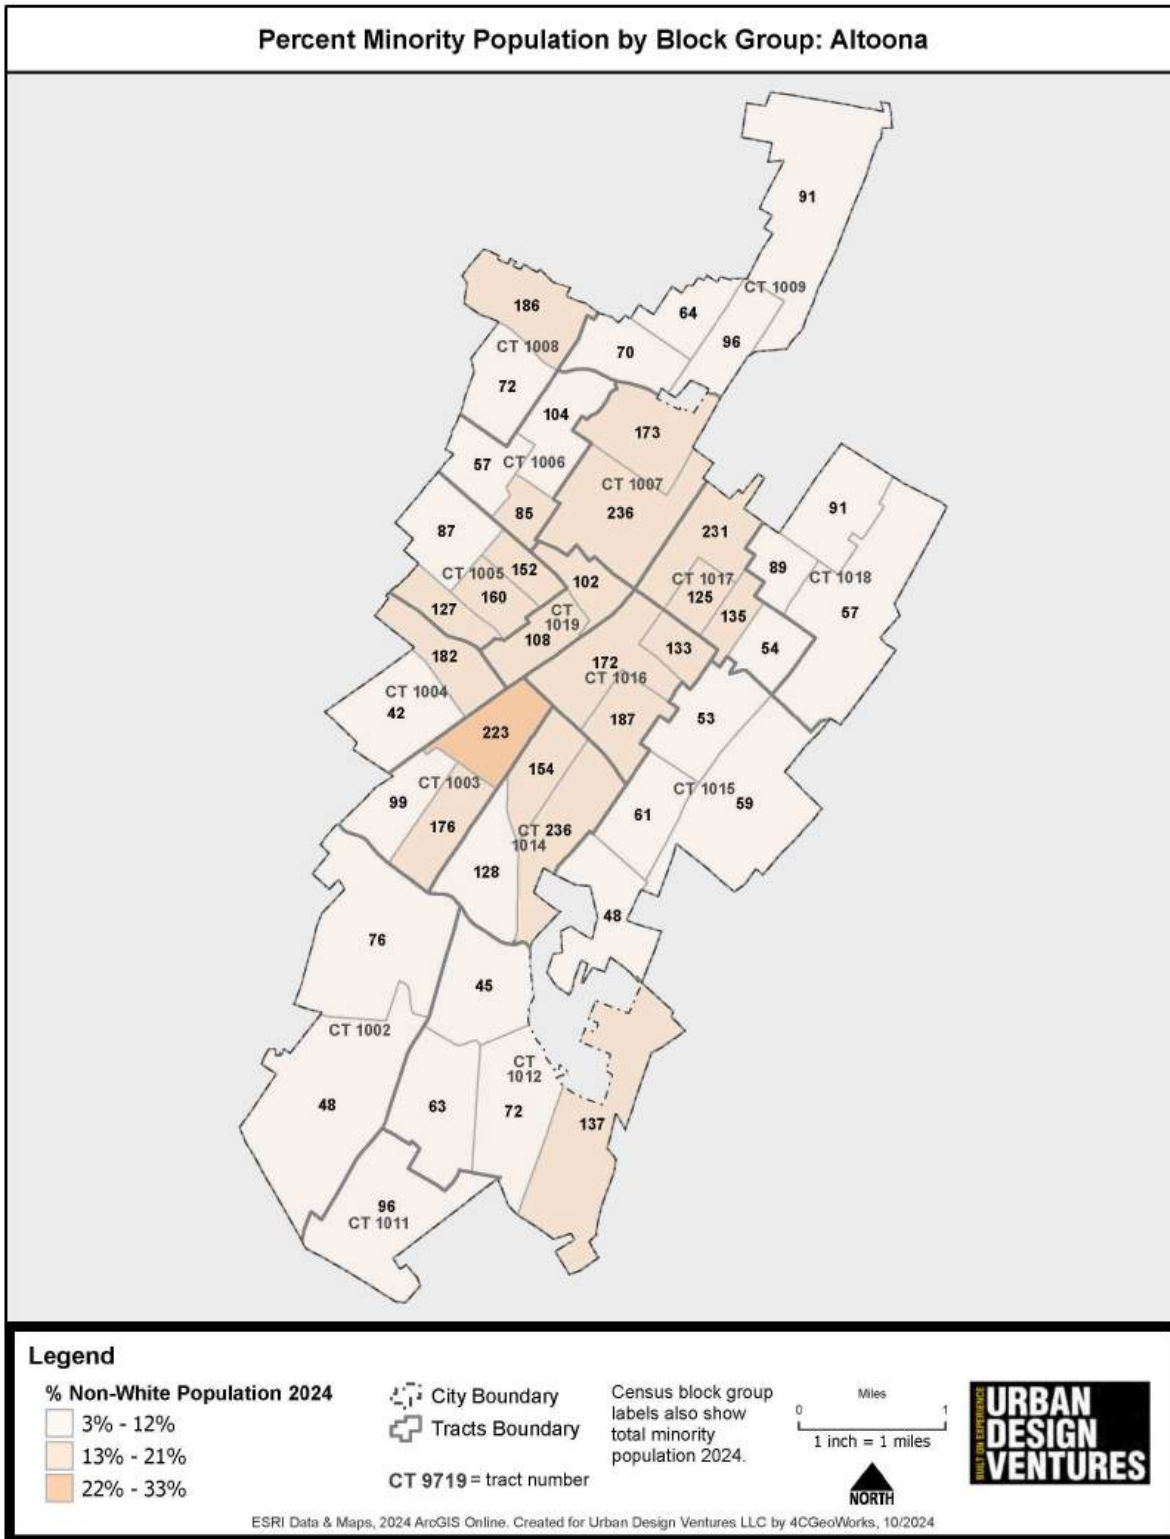 Percent Minority Population by Block Group: Altoona
91
CT 1009
186
64
96
70
CT 1008
72
104
173
57
CT 1006
CT 1007
85
236
91
87
231
89
CT 1018
CT 1005
152
102
CT 1017
125
57
127
160
CT
1019
135
108
133
54
182
172
CT 1016
CT 1004
42
187
53
223
154
CT 1003
CT 1015
99
61
59
176
CT
1014
236
128
48
76
45
CT 1002
CT
1012
48
63
72
137
96
CT 1011
Legend
% Non-White Population 2024
3% - 12%
13% - 21%
22% - 33%
City Boundary
Tracts Boundary
CT 9719 = tract number
Census block group
labels also show
total minority
population 2024.
Miles
0 1
1 inch = 1 miles
NORTH
BUILT ON EXPERIENCE
URBAN
DESIGN
VENTURES
ESRI Data & Maps, 2024 ArcGIS Online. Created for Urban Design Ventures LLC by 4CGeoWorks, 10/2024